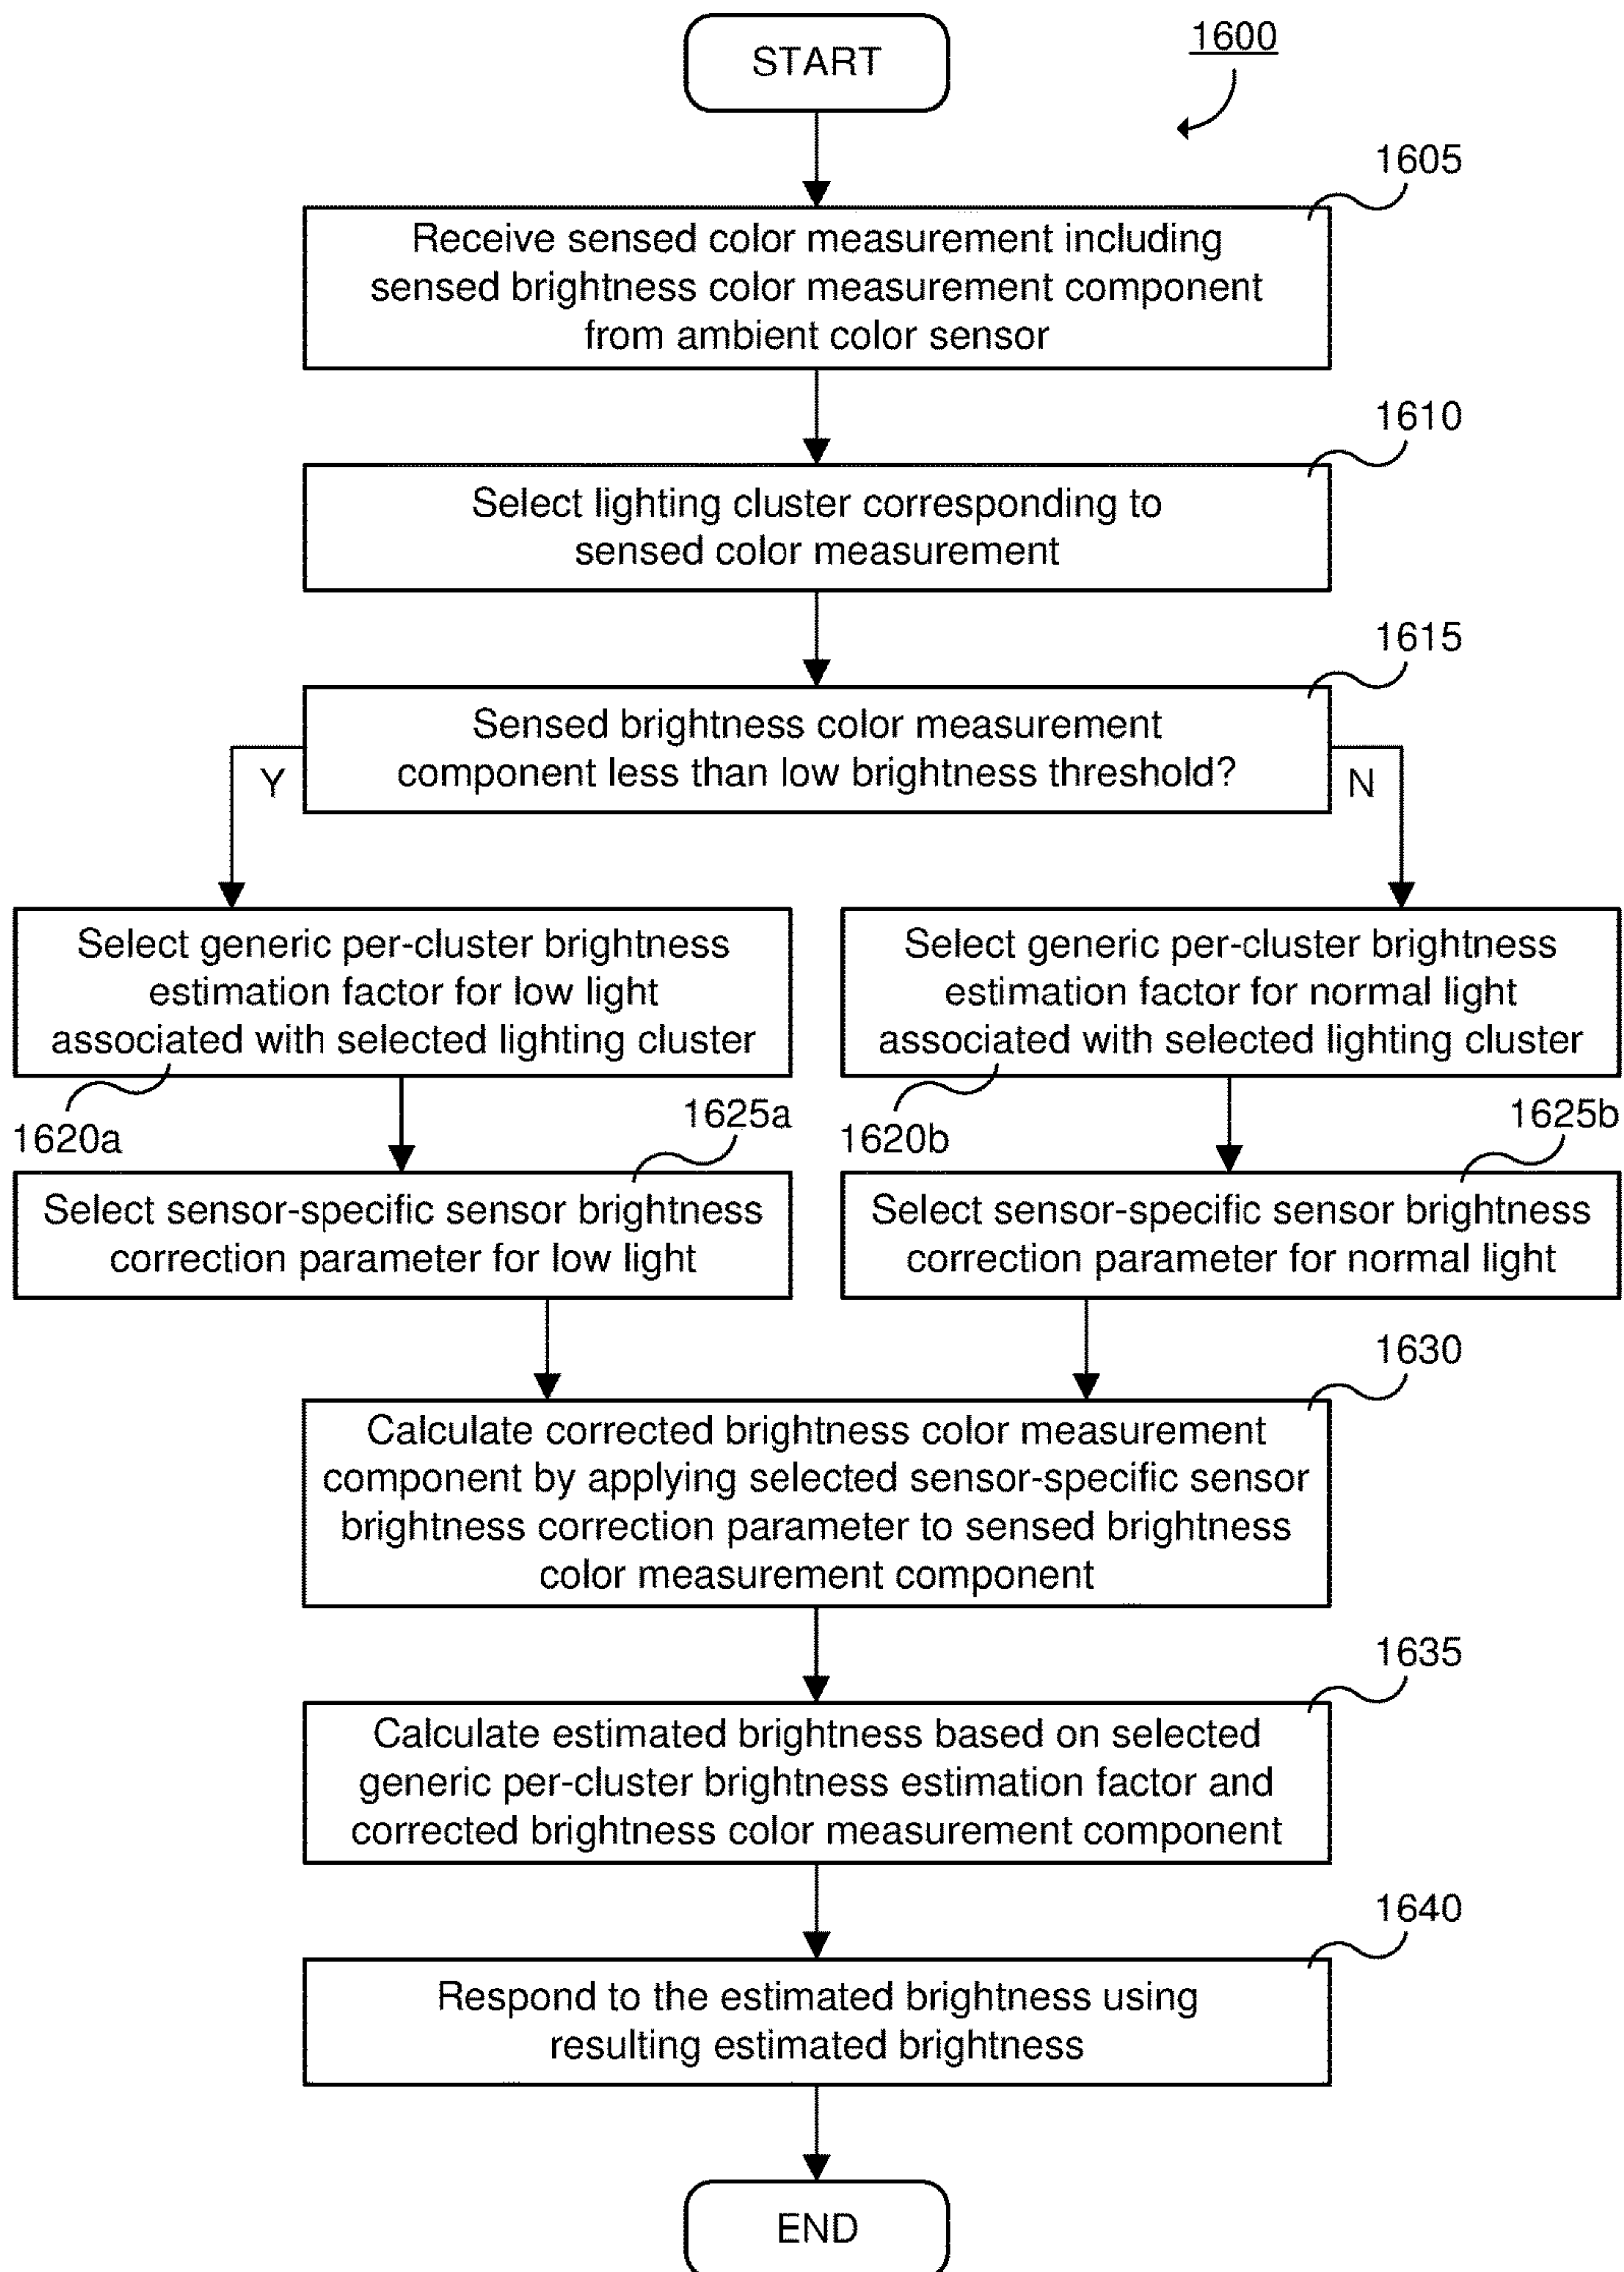 START
1600
1605
Receive sensed color measurement including
sensed brightness color measurement component
from ambient color sensor
1610
Select lighting cluster corresponding to
sensed color measurement
1615
Sensed brightness color measurement
component less than low brightness threshold?
Y
N
Select generic per-cluster brightness
estimation factor for low light
associated with selected lighting cluster
1620a
Select generic per-cluster brightness
estimation factor for normal light
associated with selected lighting cluster
1620b
1625a
Select sensor-specific sensor brightness
correction parameter for low light
1625b
Select sensor-specific sensor brightness
correction parameter for normal light
1630
Calculate corrected brightness color measurement
component by applying selected sensor-specific sensor
brightness correction parameter to sensed brightness
color measurement component
1635
Calculate estimated brightness based on selected
generic per-cluster brightness estimation factor and
corrected brightness color measurement component
1640
Respond to the estimated brightness using
resulting estimated brightness
END